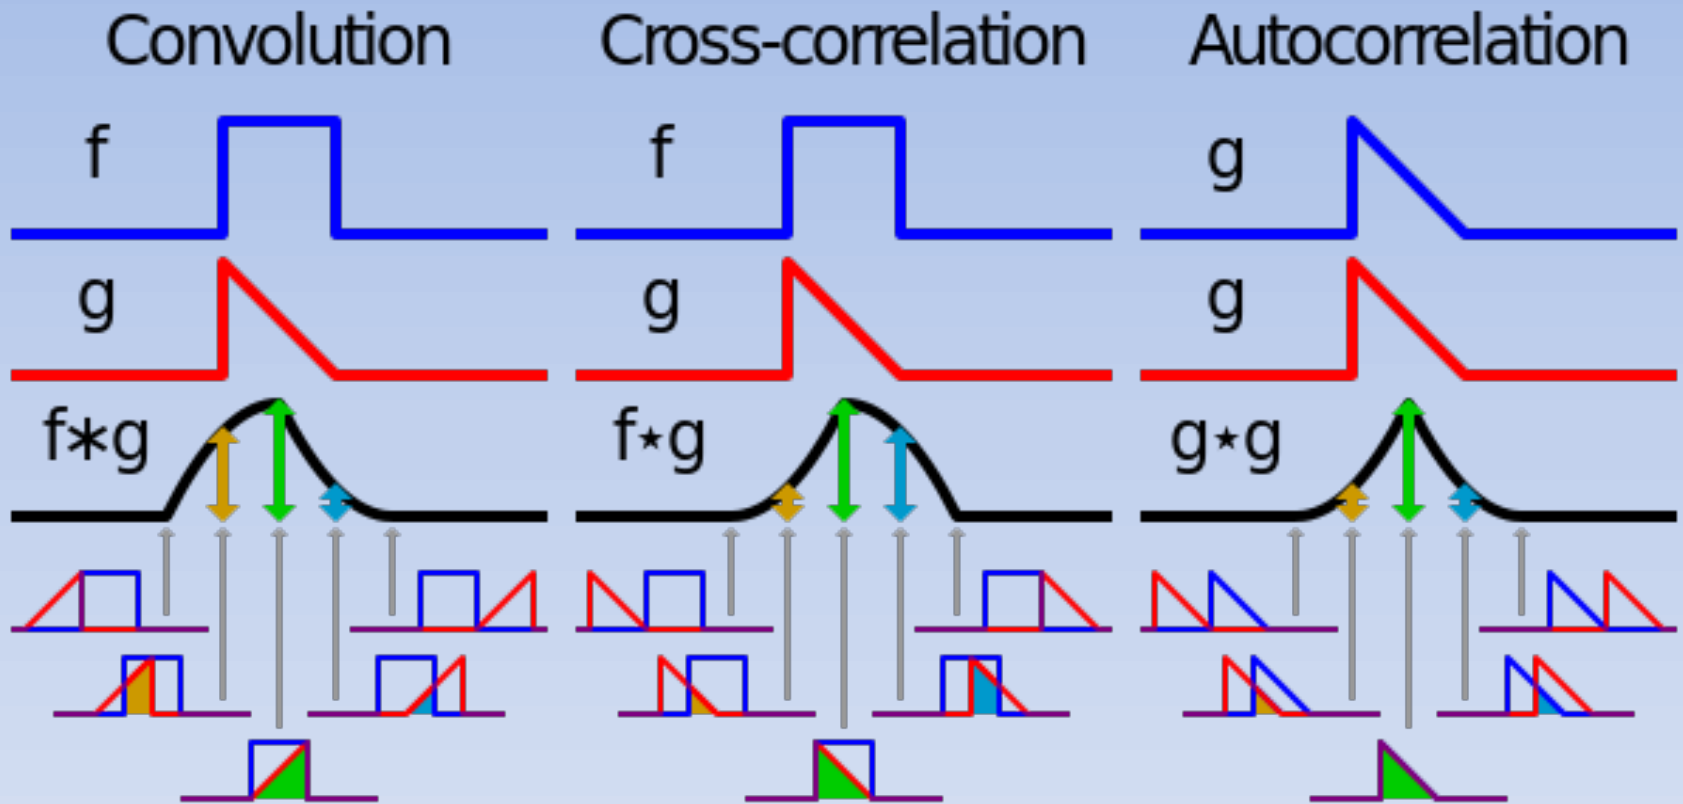 Convolution Cross-correlation Autocorrelation
f f g
g g g
f∗g f⋆g g⋆g